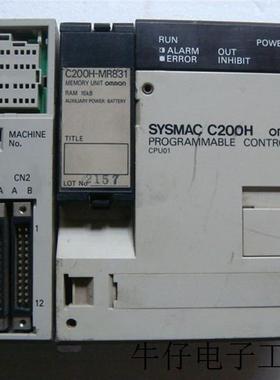 C200H-MR831
MEMORY UNIT omron
RAM 16kB
AUXILIARY POWER BATTERY
TITLE
LOT No.
2157
MACHINE
No.
CN2
A B A
1
12
RUN
POWE
ALARM
ERROR
OUT
INHIBIT
SYSMAC C200H om
PROGRAMMABLE CONTRO
CPU01
牛仔电子工